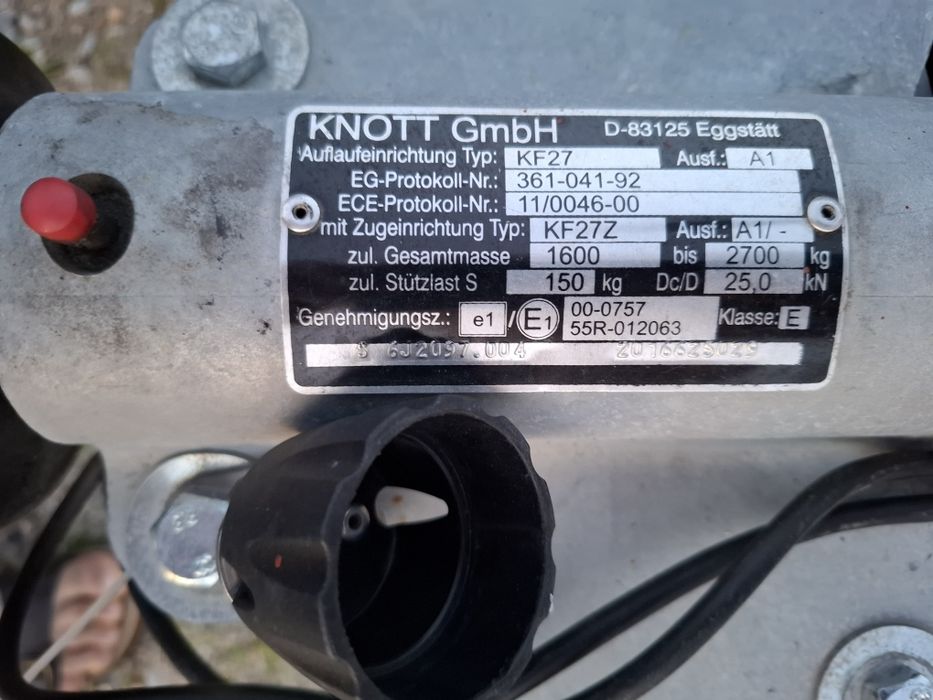 KNOTT GmbH D-83125 Eggstätt
Auflaufeinrichtung Typ: KF27 Ausf.: A1
EG-Protokoll-Nr.: 361-041-92
ECE-Protokoll-Nr.: 11/0046-00
mit Zugeinrichtung Typ: KF27Z Ausf.: A1/ -
zul. Gesamtmasse 1600 bis 2700 kg
zul. Stützlast S 150 kg Dc/D 25,0 kN
Genehmigungsz.: e1 / E1 00-0757 Klasse: E
55R-012063
6J2097.004